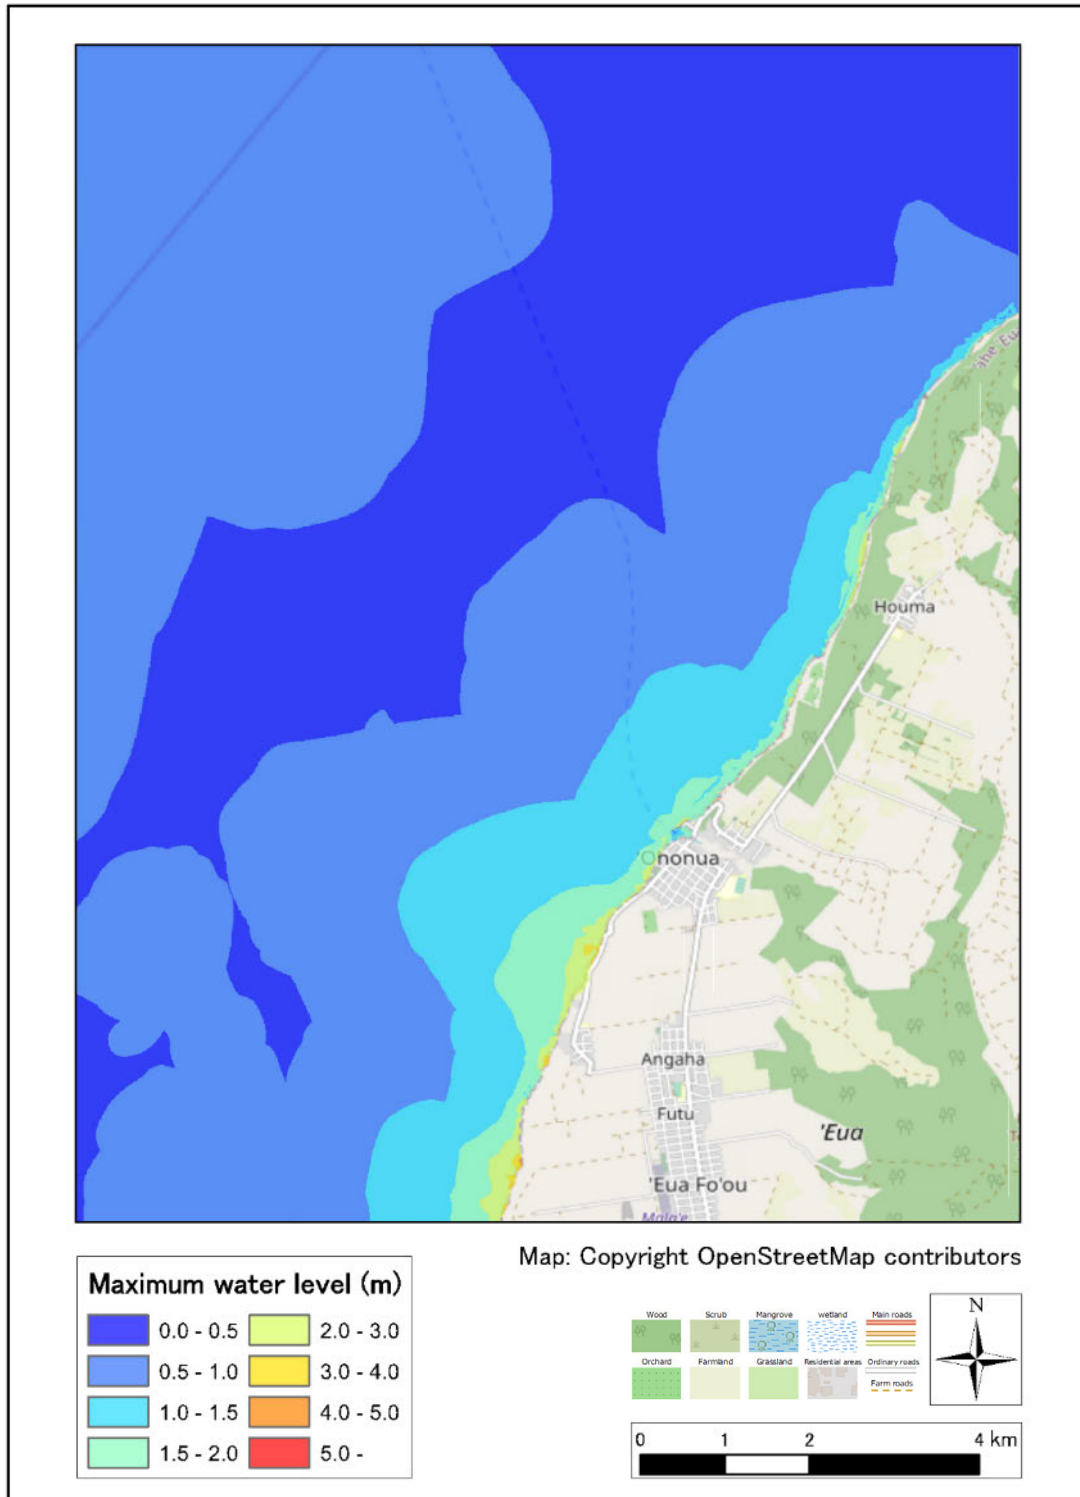 Houma
'Ononua
Angaha
Futu
'Eua
'Eua Fo'ou
Map: Copyright OpenStreetMap contributors
Maximum water level (m)
0.0 - 0.5
2.0 - 3.0
0.5 - 1.0
3.0 - 4.0
1.0 - 1.5
4.0 - 5.0
1.5 - 2.0
5.0 -
Wood
Scrub
Mangrove
wetland
Main roads
Orchard
Farmland
Grassland
Residential areas
Ordinary roads
Farm roads
N
0 1 2 4 km